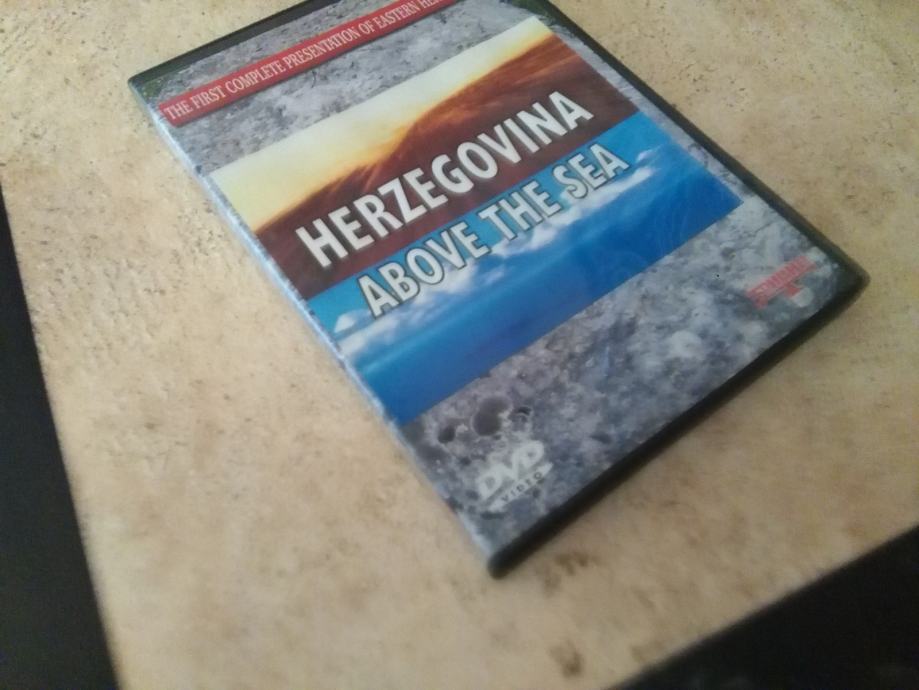 THE FIRST COMPLETE PRESENTATION OF EASTERN
HERZEGOVINA
ABOVE THE SEA
DVD
VIDEO